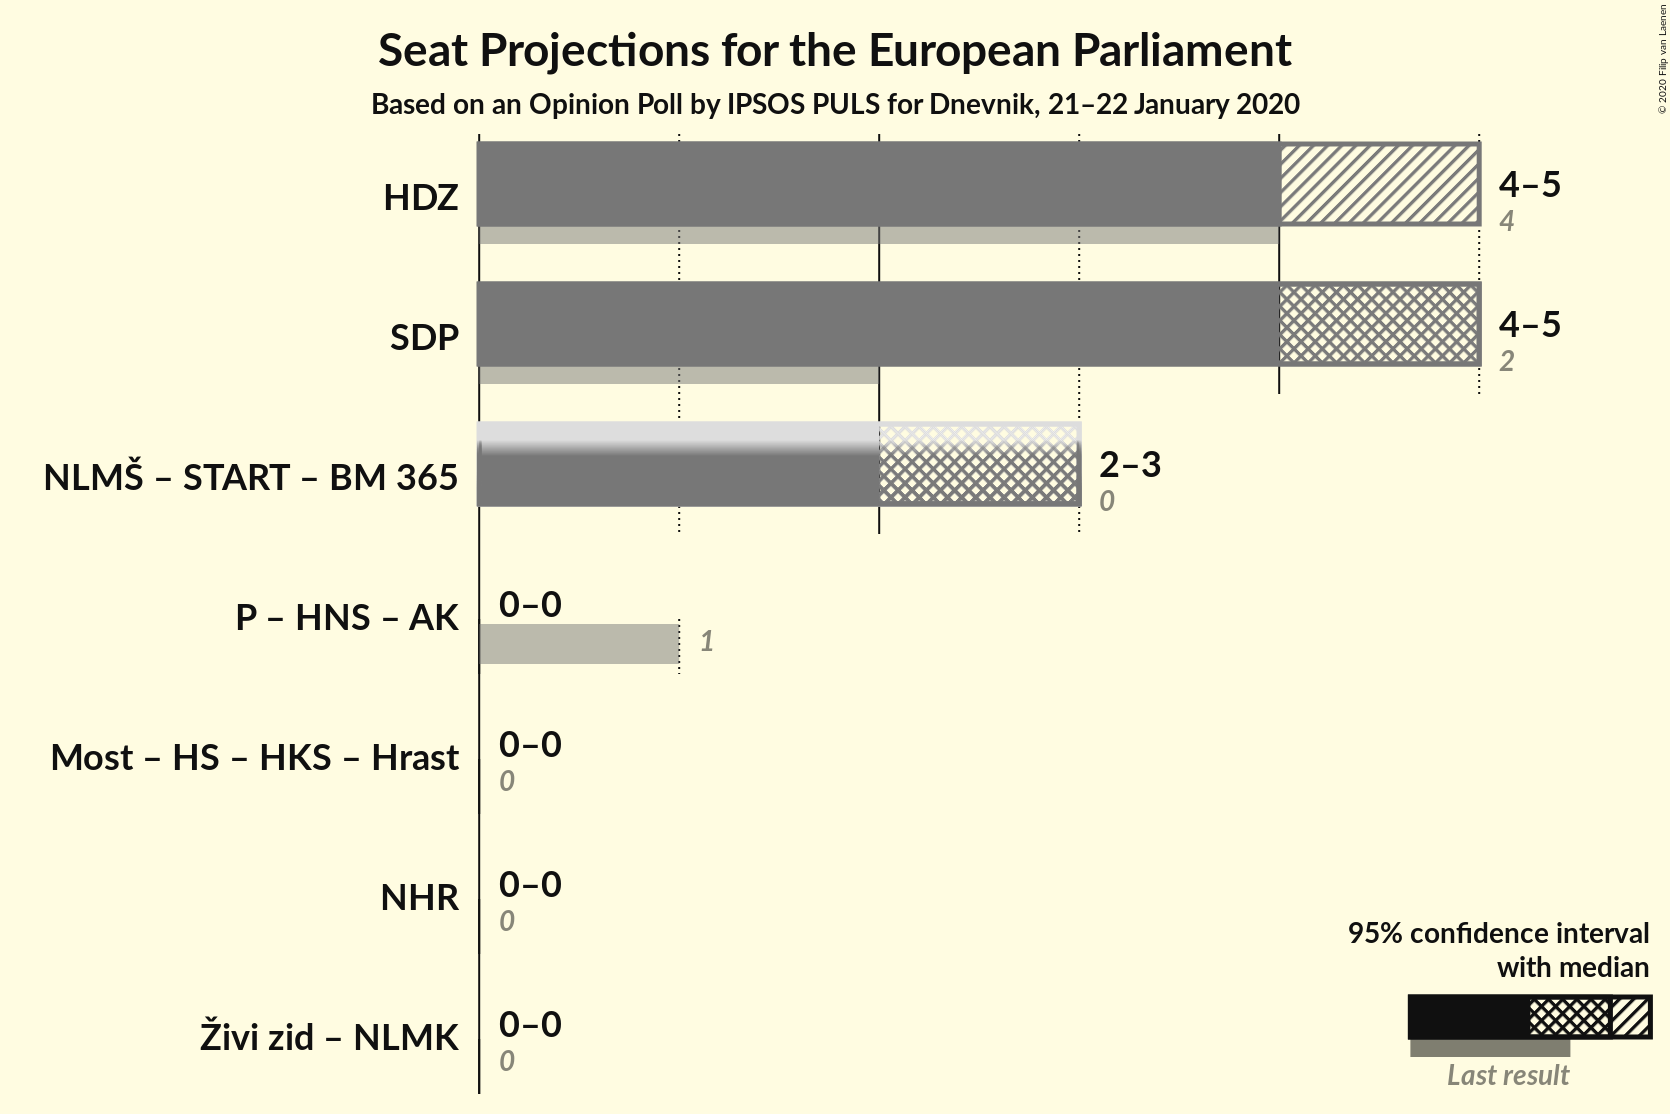 Seat Projections for the European Parliament
Based on an Opinion Poll by IPSOS PULS for Dnevnik, 21–22 January 2020
© 2020 Filip van Laenen
HDZ
4–5
4
SDP
4–5
2
NLMŠ – START – BM 365
2–3
0
P – HNS – AK
0–0
1
Most – HS – HKS – Hrast
0–0
0
NHR
0–0
0
Živi zid – NLMK
0–0
0
95% confidence interval
with median
Last result